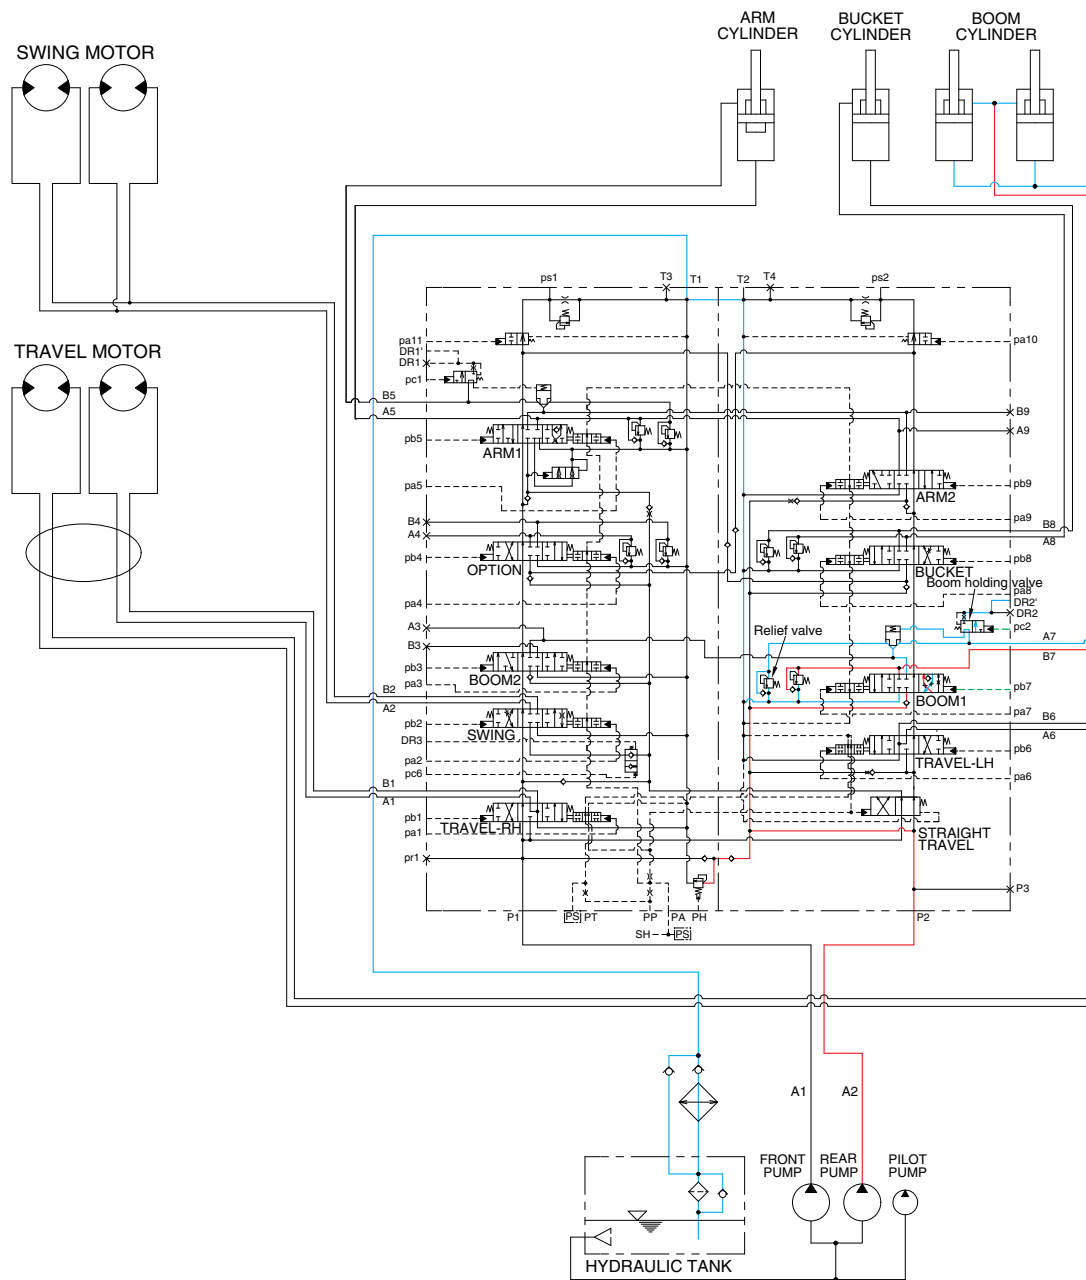 ARM
CYLINDER
BUCKET
CYLINDER
BOOM
CYLINDER
SWING MOTOR
TRAVEL MOTOR
ps1
T3
T1
T2
T4
ps2
pa11
DR1'
DR1
pc1
B5
A5
pb5
ARM1
pa5
B4
A4
pb4
OPTION
pa4
A3
B3
pb3
BOOM2
pa3
B2
A2
pb2
SWING
DR3
pa2
pc6
B1
A1
pb1
TRAVEL-RH
pa1
pr1
pa10
B9
A9
ARM2
pb9
pa9
B8
A8
pb8
BUCKET
Boom holding valve
pa8
DR2'
DR2
pc2
A7
Relief valve
B7
pb7
BOOM1
pa7
B6
A6
pb6
TRAVEL-LH
pa6
STRAIGHT
TRAVEL
P3
P1
PS
PT
PP
PA
PH
P2
SH
PS
A1
A2
FRONT
PUMP
REAR
PUMP
PILOT
PUMP
HYDRAULIC TANK